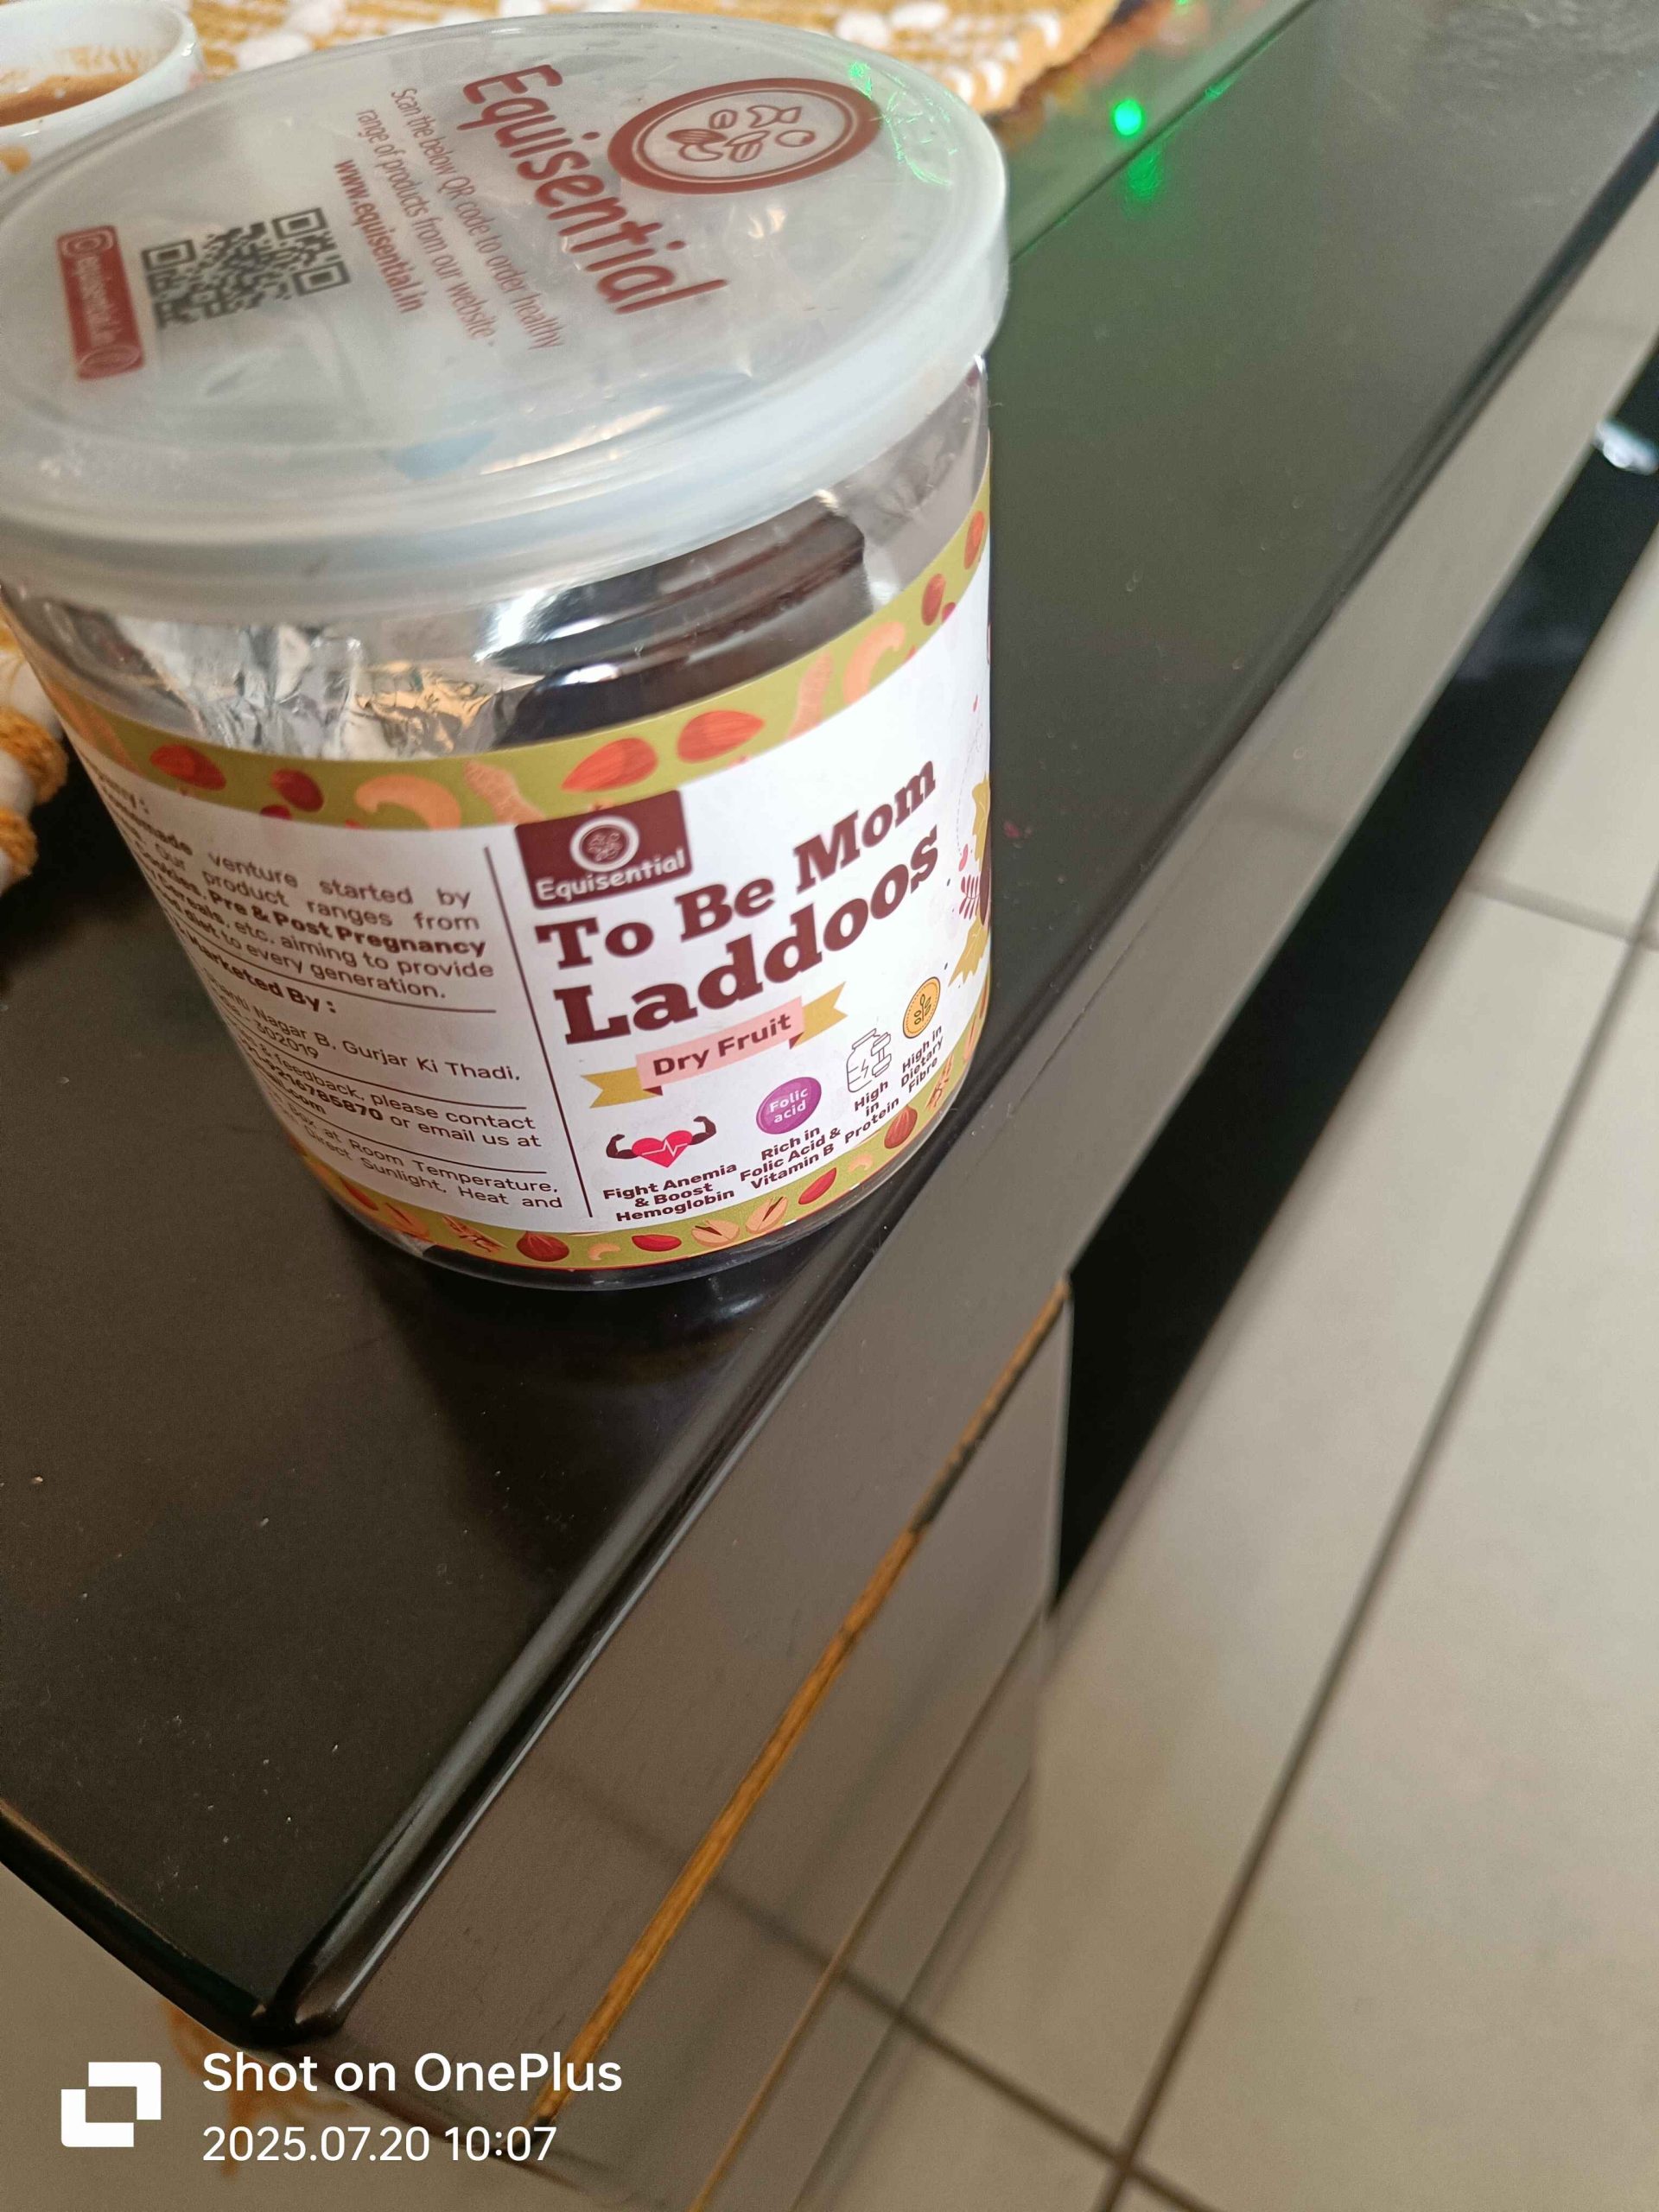 Equisential
Scan the below QR code to order healthy
range of products from our website
www.equisential.in
venture started by
Our product ranges from
Pre & Post Pregnancy
Cereals, etc. aiming to provide
diet to every generation.
Marketed By :
Nagar B, Gurjar Ki Thadi,
302019
& feedback, please contact
9216785870 or email us at
at Room Temperature,
Direct Sunlight, Heat and
Equisential
To Be Mom
Laddoos
Dry Fruit
Fight Anemia
& Boost
Hemoglobin
Folic
acid
Rich in
Folic Acid &
Vitamin B
High
in
Protein
High in
Dietary
Fibre
Shot on OnePlus
2025.07.20 10:07